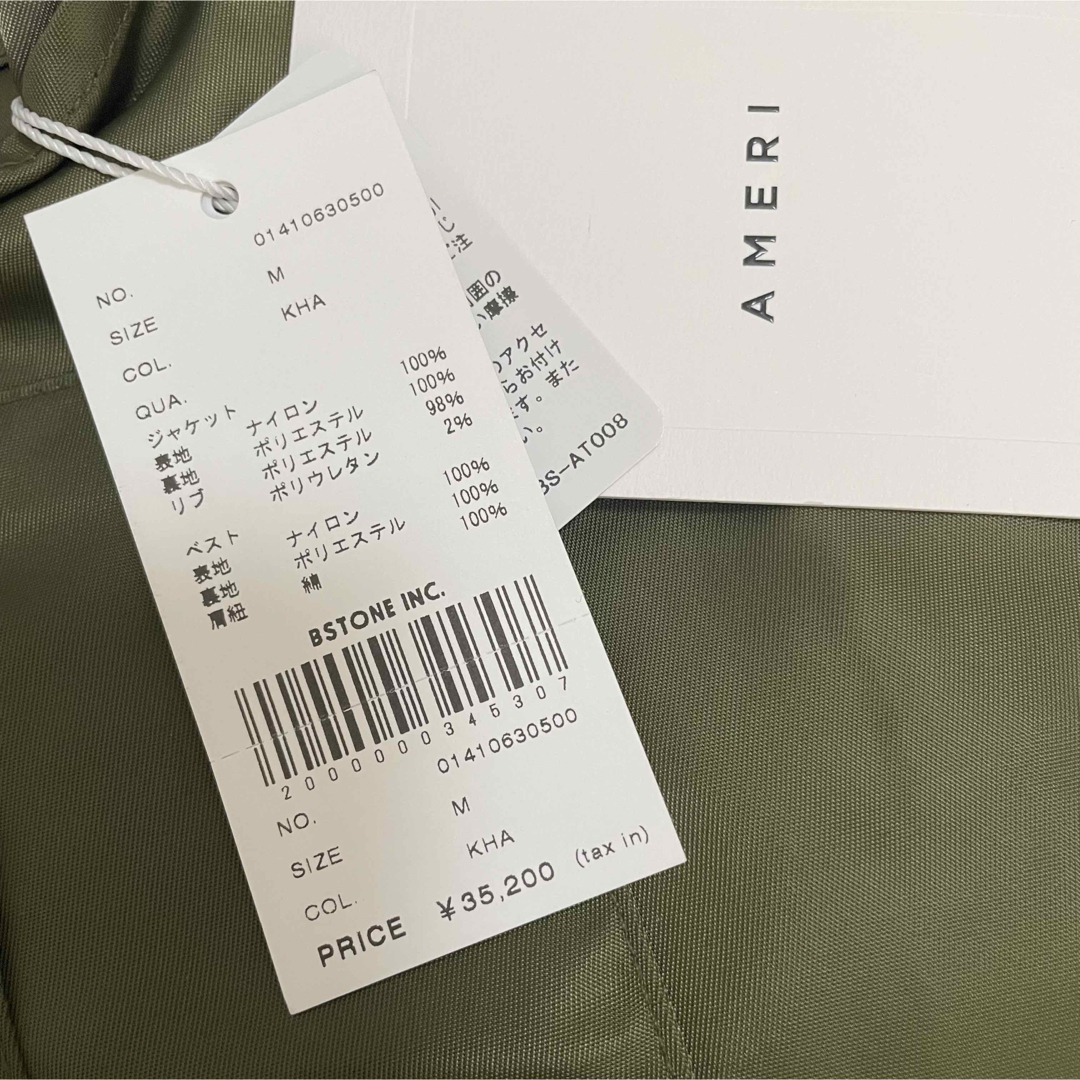 NO. 01410630500
SIZE M
COL. KHA
QUA.
ジャケット
表地 ナイロン 100%
裏地 ポリエステル 100%
リブ ポリエステル 98%
ポリウレタン 2%
ベスト
表地 ナイロン 100%
裏地 ポリエステル 100%
肩紐 綿 100%
BSTONE INC.
2000000345307
NO. 01410630500
SIZE M
COL. KHA
PRICE ¥35,200 (tax in)
注
囲の
い摩擦
のアクセ
らお付け
す。また
い。
BS-AT008
AMERI